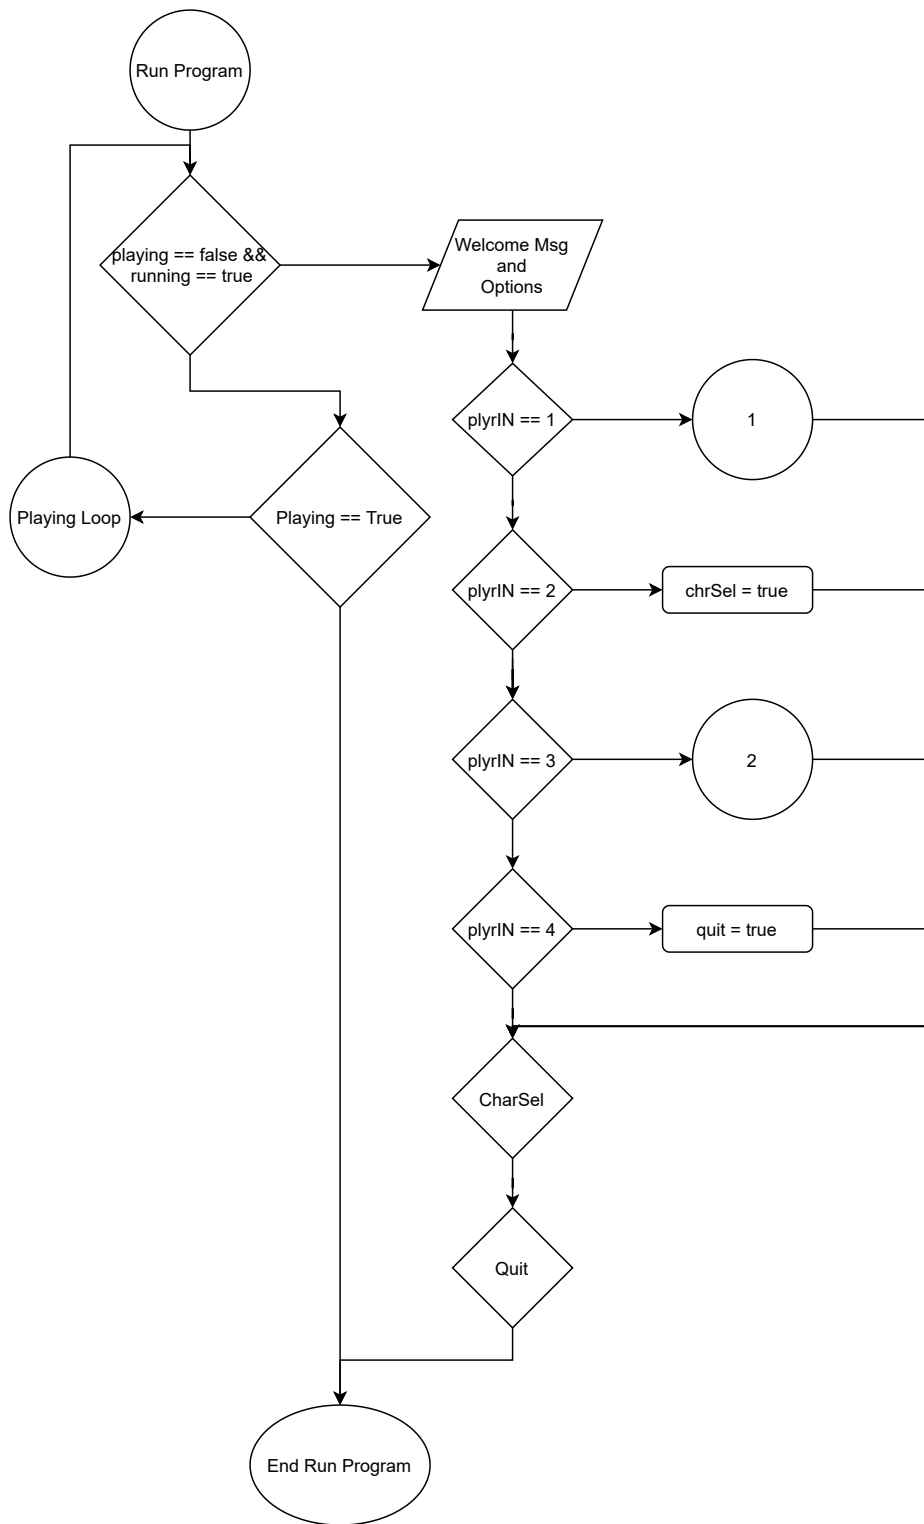 Run Program
playing == false &&
running == true
Welcome Msg
and
Options
plyrIN == 1
1
Playing Loop
Playing == True
plyrIN == 2
chrSel = true
plyrIN == 3
2
plyrIN == 4
quit = true
CharSel
Quit
End Run Program